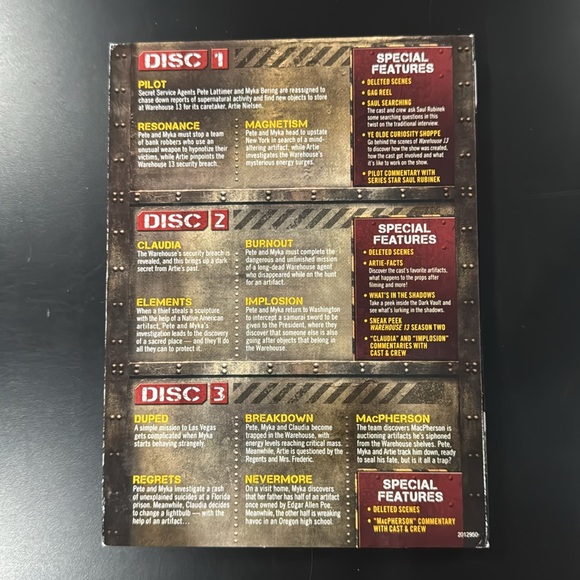 DISC 1
PILOT
Secret Service Agents Pete Lattimer and Myka Bering are reassigned to
chase down reports of supernatural activity and find new objects to store
at Warehouse 13 for its caretaker, Artie Nielsen.
RESONANCE
Pete and Myka must stop a team
of bank robbers who use an
unusual weapon to hypnotize their
victims, while Artie pinpoints the
Warehouse 13 security breach.
MAGNETISM
Pete and Myka head to upstate
New York in search of a mind-
altering artifact, while Artie
investigates the Warehouse's
mysterious energy surges.
SPECIAL
FEATURES
• DELETED SCENES
• GAG REEL
• SAUL SEARCHING
The cast and crew ask Saul Rubinek
some searching questions in this
twist on the traditional interview.
• YE OLDE CURIOSITY SHOPPE
Go behind the scenes of Warehouse 13
to discover how the show was created,
how the cast got involved and what
it's like to work on the show.
• PILOT COMMENTARY WITH
SERIES STAR SAUL RUBINEK
DISC 2
CLAUDIA
The Warehouse's security breach is
revealed, and this brings up a dark
secret from Artie's past.
BURNOUT
Pete and Myka must complete the
dangerous and unfinished mission
of a long-dead Warehouse agent
who disappeared while on the
hunt for an artifact.
ELEMENTS
When a thief steals a sculpture
with the help of a Native American
artifact, Pete and Myka's
investigation leads to the discovery
of a sacred place — and they'll do
all they can to protect it.
IMPLOSION
Pete and Myka return to Washington
to intercept a samurai sword to be
given to the President, where they
discover that someone else is also
going after objects that belong in
the Warehouse.
SPECIAL
FEATURES
• DELETED SCENES
• ARTIE-FACTS
Discover the cast's favorite artifacts,
what happens to the props after
filming and more!
• WHAT'S IN THE SHADOWS
Take a peek inside the Dark Vault and
see what's lurking in the shadows.
• SNEAK PEEK
WAREHOUSE 13 SEASON TWO
• "CLAUDIA" AND "IMPLOSION"
COMMENTARIES WITH
CAST & CREW
DISC 3
DUPED
A simple mission to Las Vegas
gets complicated when Myka
starts behaving strangely.
BREAKDOWN
Pete, Myka and Claudia become
trapped in the Warehouse, with
energy levels reaching critical mass.
Meanwhile, Artie is questioned by the
Regents and Mrs. Frederic.
MACPHERSON
The team discovers MacPherson is
auctioning artifacts he's siphoned
from the Warehouse shelves. Pete,
Myka and Artie track him down, ready
to seal his fate, but is it all a trap?
REGRETS
Pete and Myka investigate a rash
of unexplained suicides at a Florida
prison. Meanwhile, Claudia decides
to change a lightbulb — with the
help of an artifact...
NEVERMORE
On a visit home, Myka discovers
that her father has half of an artifact
once owned by Edgar Allen Poe.
Meanwhile, the other half is wreaking
havoc in an Oregon high school.
SPECIAL
FEATURES
• DELETED SCENES
• "MACPHERSON" COMMENTARY
WITH CAST & CREW